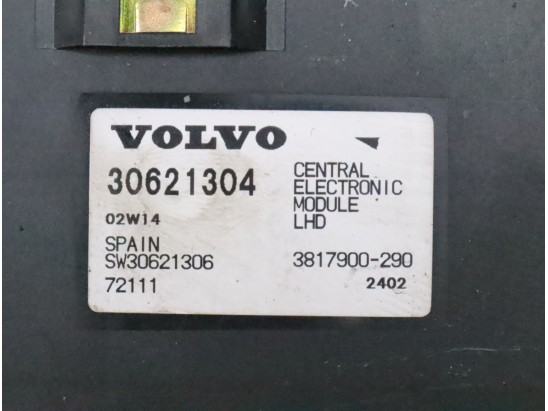 VOLVO
30621304
02W14
SPAIN
SW30621306
72111
CENTRAL
ELECTRONIC
MODULE
LHD
3817900-290
2402